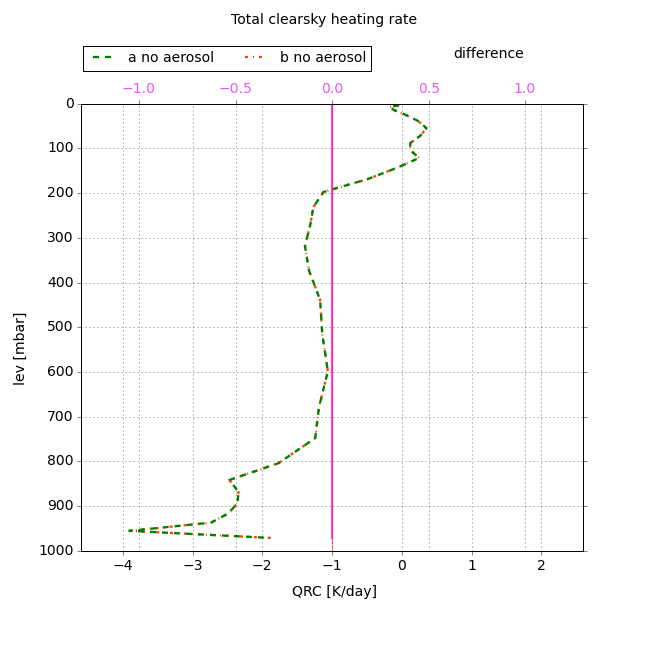 Total clearsky heating rate
a no aerosol b no aerosol difference
−1.0 −0.5 0.0 0.5 1.0
0
100
200
300
400
500
600
700
800
900
1000
lev [mbar]
−4 −3 −2 −1 0 1 2
QRC [K/day]